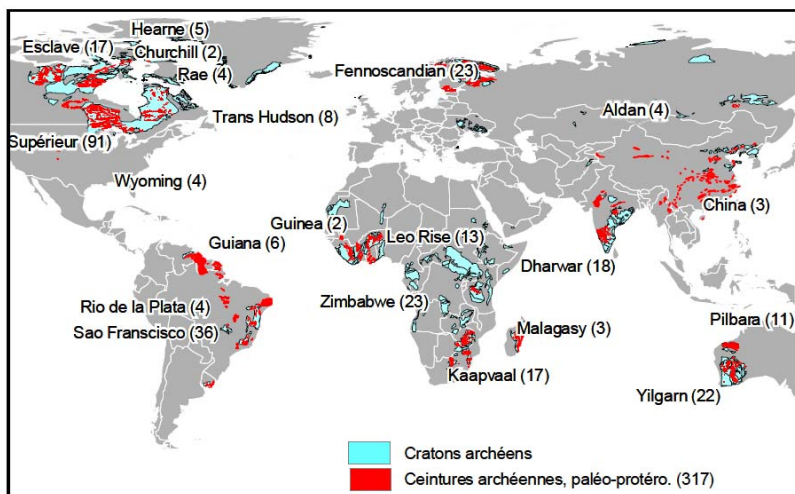 Hearne (5)
Esclave (17)
Churchill (2)
Rae (4)
Fennoscandian (23)
Aldan (4)
Trans Hudson (8)
Supérieur (91)
Wyoming (4)
China (3)
Guinea (2)
Guiana (6)
Leo Rise (13)
Dharwar (18)
Rio de la Plata (4)
Zimbabwe (23)
Sao Franscisco (36)
Malagasy (3)
Pilbara (11)
Kaapvaal (17)
Yilgarn (22)
Cratons archéens
Ceintures archéennes, paléo-protéro. (317)